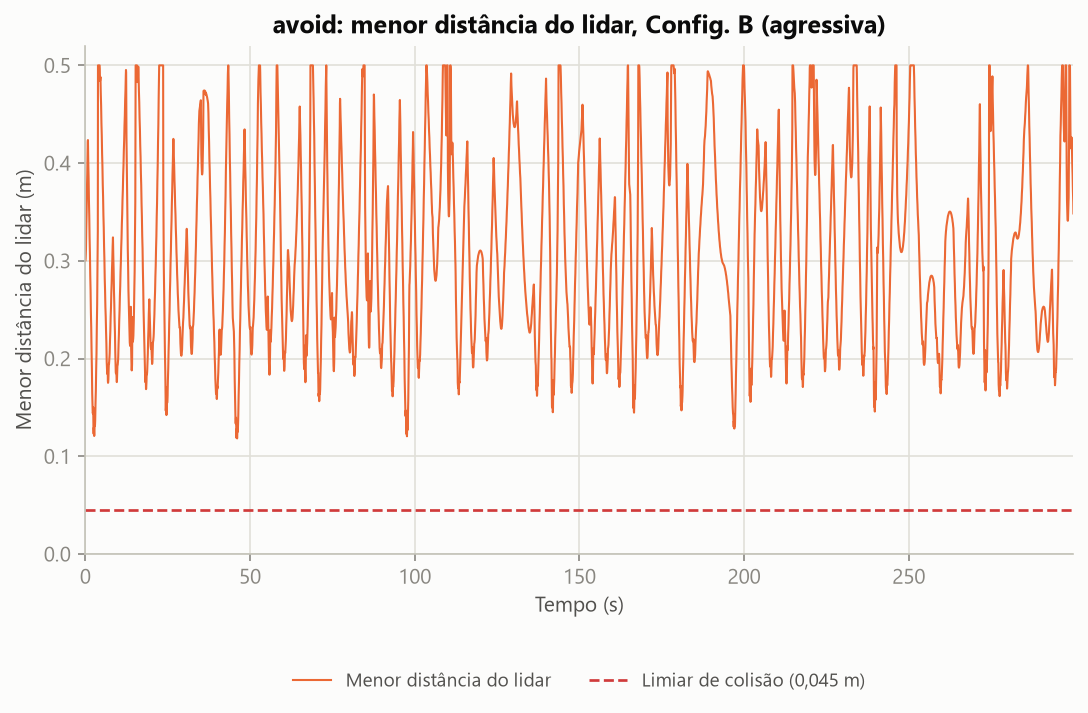 avoid: menor distância do lidar, Config. B (agressiva)
Menor distância do lidar (m)
0.5
0.4
0.3
0.2
0.1
0.0
0 50 100 150 200 250
Tempo (s)
Menor distância do lidar Limiar de colisão (0,045 m)